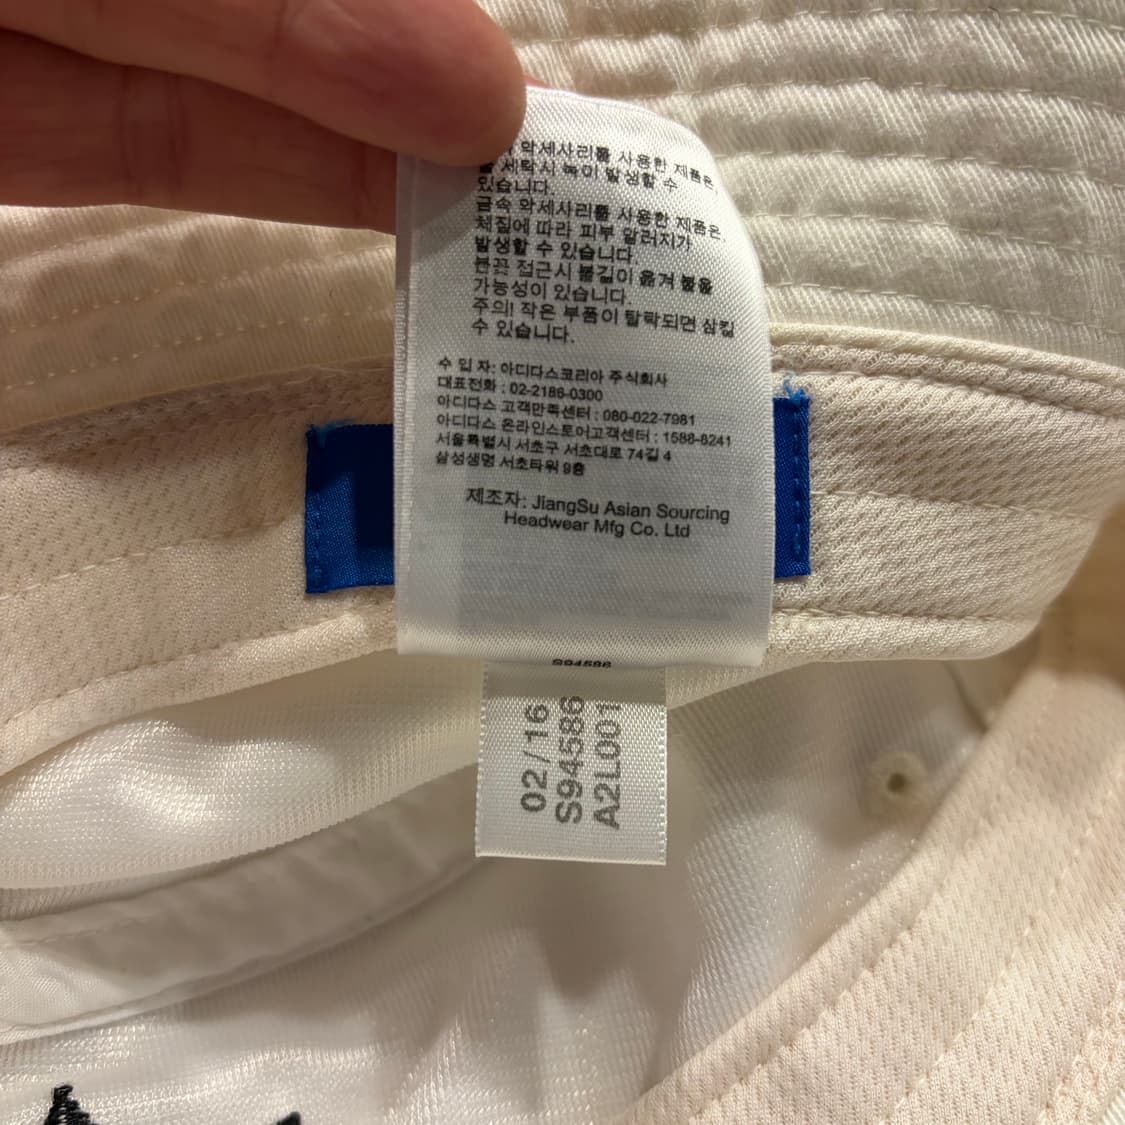 악세사리를 사용한 제품은,
세탁시 녹이 발생할 수
있습니다.
금속 악세사리를 사용한 제품은,
체질에 따라 피부 알러지가
발생할 수 있습니다.
접근시 불길이 옮겨 붙을
가능성이 있습니다.
주의! 작은 부품이 탈락되면 삼킬
수 있습니다.
수 입 자: 아디다스코리아 주식회사
대표전화 : 02-2186-0300
아디다스 고객만족센터 : 080-022-7981
아디다스 온라인스토어고객센터 : 1588-8241
서울특별시 서초구 서초대로 74길 4
삼성생명 서초타워 9층
제조자: JiangSu Asian Sourcing
Headwear Mfg Co. Ltd
S94586
02/16
S94586
A2L001